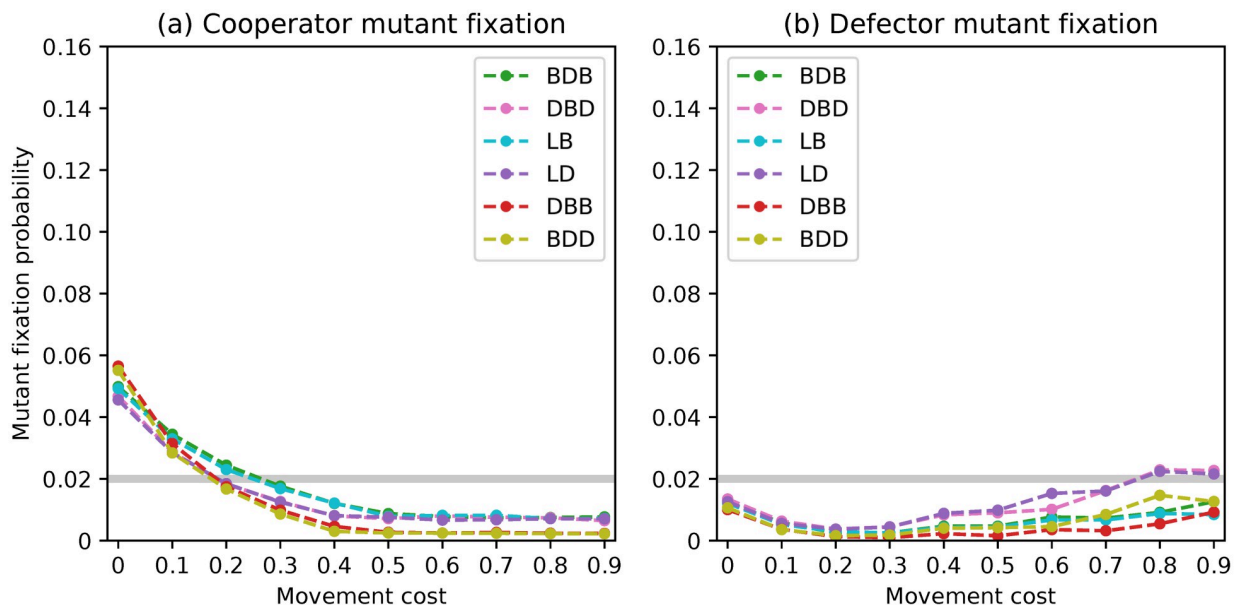 (a) Cooperator mutant fixation
0.16
0.14
0.12
0.10
0.08
0.06
0.04
0.02
0
Mutant fixation probability
BDB
DBD
LB
LD
DBB
BDD
0 0.1 0.2 0.3 0.4 0.5 0.6 0.7 0.8 0.9
Movement cost
(b) Defector mutant fixation
0.16
0.14
0.12
0.10
0.08
0.06
0.04
0.02
0
BDB
DBD
LB
LD
DBB
BDD
0 0.1 0.2 0.3 0.4 0.5 0.6 0.7 0.8 0.9
Movement cost